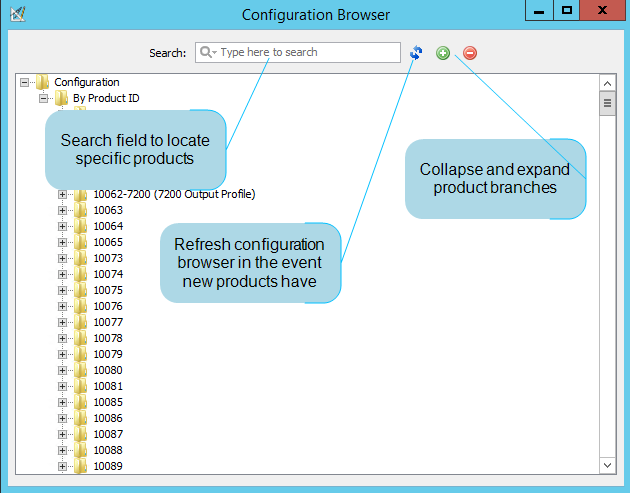 Configuration Browser
Search: Type here to search
Configuration
By Product ID
Search field to locate
specific products
Collapse and expand
product branches
10062-7200 (7200 Output Profile)
10063
10064
10065
10073
10074
10075
10076
10077
10078
10079
10080
10081
10085
10086
10087
10088
10089
Refresh configuration
browser in the event
new products have